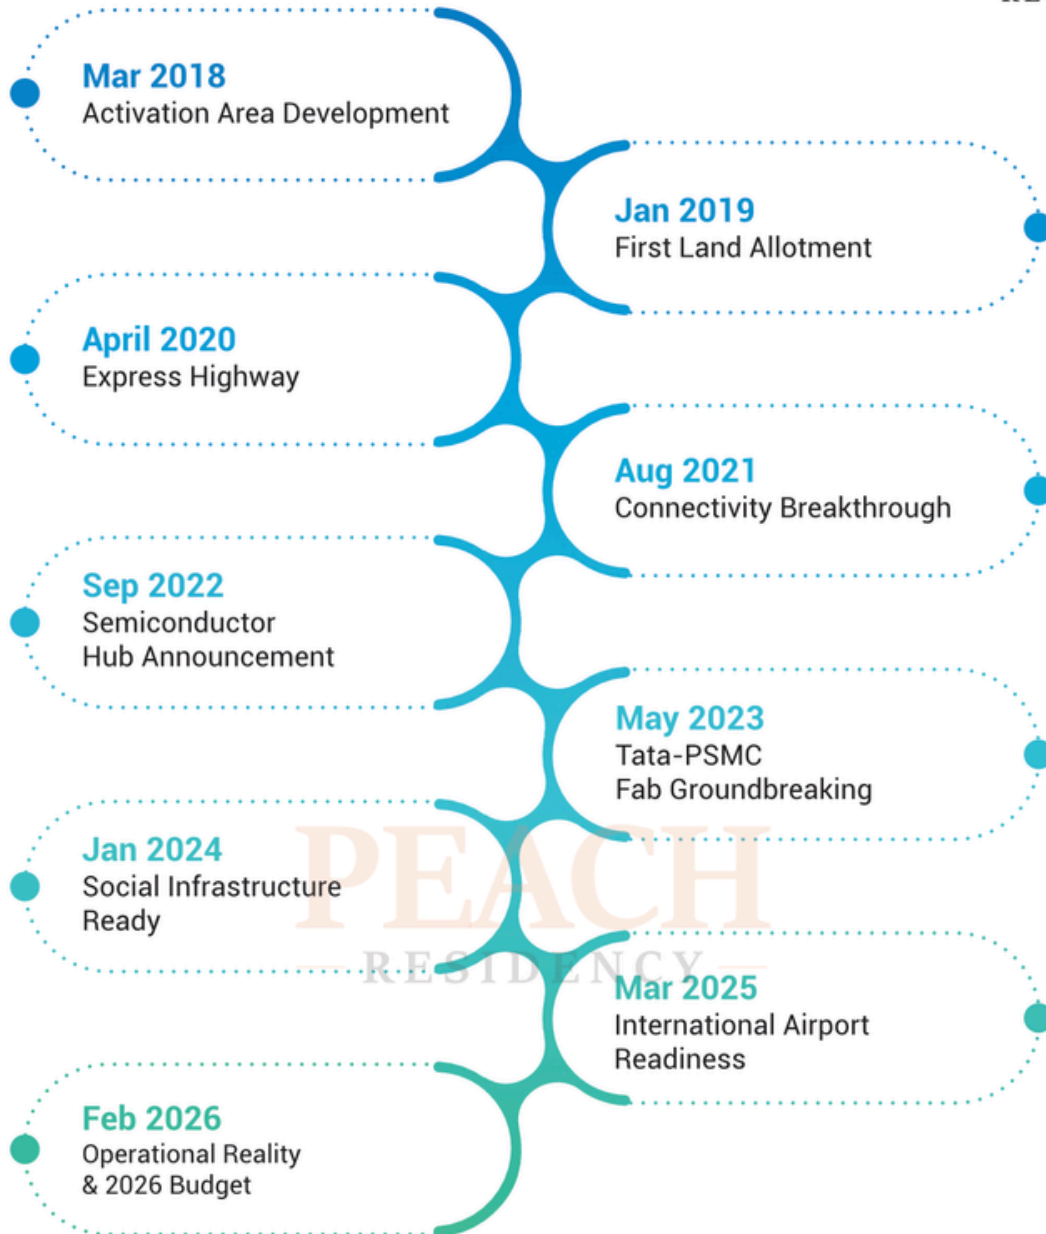 Mar 2018
Activation Area Development
Jan 2019
First Land Allotment
April 2020
Express Highway
Aug 2021
Connectivity Breakthrough
Sep 2022
Semiconductor
Hub Announcement
May 2023
Tata-PSMC
Fab Groundbreaking
Jan 2024
Social Infrastructure
Ready
PEACH
RESIDENCY
Mar 2025
International Airport
Readiness
Feb 2026
Operational Reality
& 2026 Budget